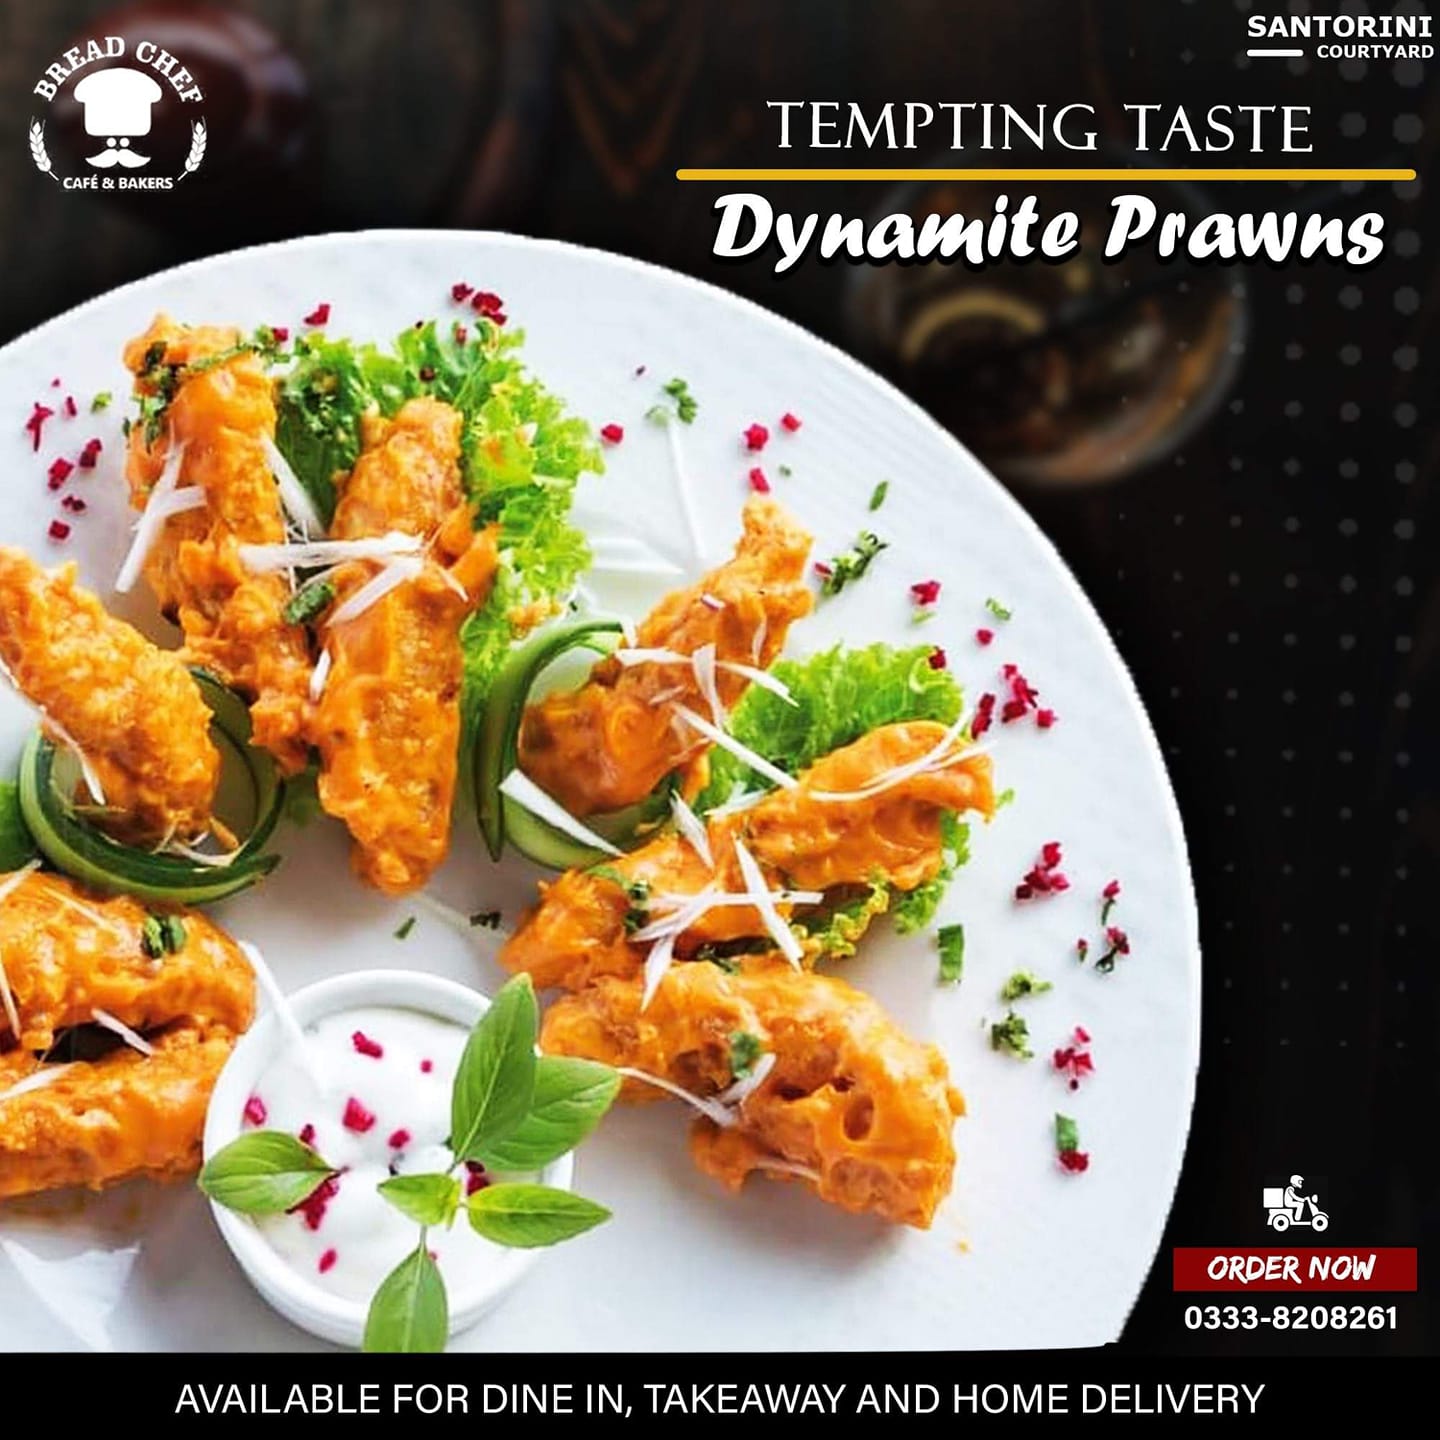 BREAD CHEF
CAFÉ & BAKERS
SANTORINI
COURTYARD
TEMPTING TASTE
Dynamite Prawns
ORDER NOW
0333-8208261
AVAILABLE FOR DINE IN, TAKEAWAY AND HOME DELIVERY